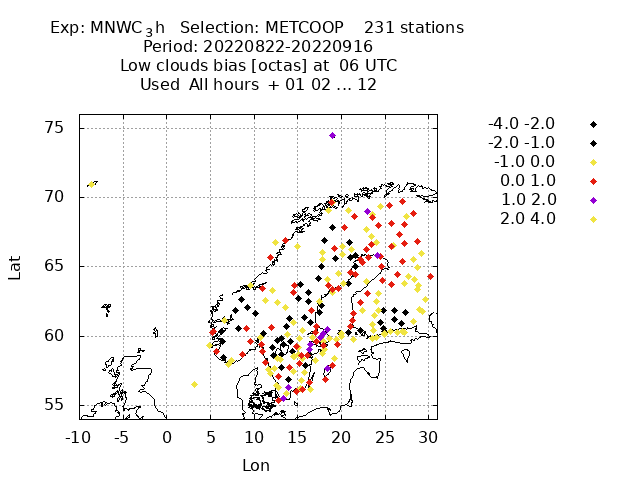 Exp: MNWC_3h Selection: METCOOP 231 stations
Period: 20220822-20220916
Low clouds bias [octas] at 06 UTC
Used All hours + 01 02 ... 12
-4.0 -2.0
-2.0 -1.0
-1.0 0.0
0.0 1.0
1.0 2.0
2.0 4.0
75
70
65
60
55
Lat
-10 -5 0 5 10 15 20 25 30
Lon